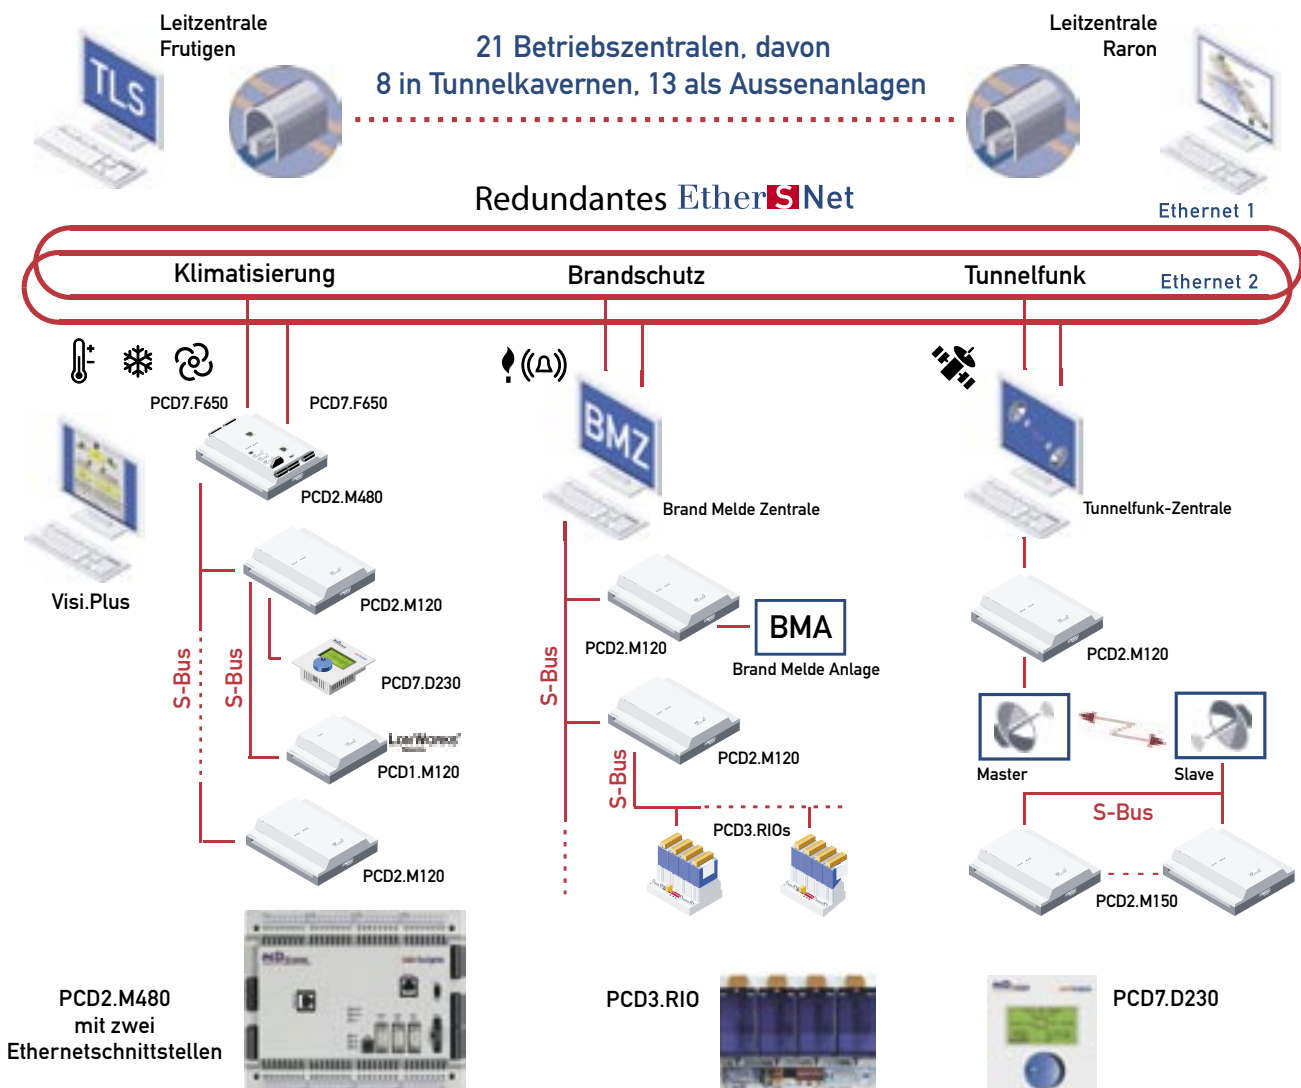 Leitzentrale
Frutigen
TLS
21 Betriebszentralen, davon
8 in Tunnelkavernen, 13 als Aussenanlagen
Leitzentrale
Raron
Redundantes Ether S Net
Ethernet 1
Klimatisierung
Brandschutz
Tunnelfunk
Ethernet 2
PCD7.F650
PCD7.F650
PCD2.M480
Visi.Plus
PCD2.M120
S-Bus
S-Bus
PCD7.D230
LonWorks
PCD1.M120
PCD2.M120
BMZ
Brand Melde Zentrale
PCD2.M120
BMA
Brand Melde Anlage
S-Bus
PCD2.M120
S-Bus
PCD3.RIOs
Tunnelfunk-Zentrale
PCD2.M120
Master
Slave
S-Bus
PCD2.M150
PCD2.M480
mit zwei
Ethernetschnittstellen
PCD3.RIO
PCD7.D230